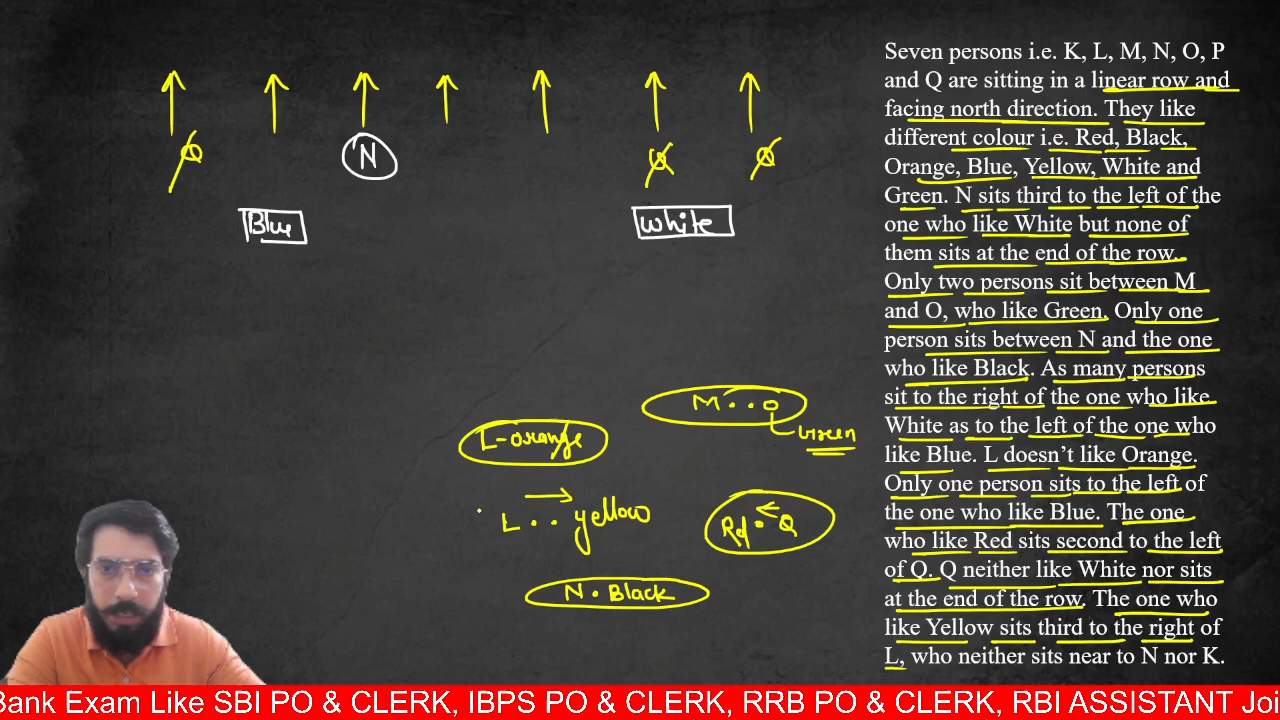 Seven persons i.e. K, L, M, N, O, P
and Q are sitting in a linear row and
facing north direction. They like
different colour i.e. Red, Black,
Orange, Blue, Yellow, White and
Green. N sits third to the left of the
one who like White but none of
them sits at the end of the row.
Only two persons sit between M
and O, who like Green. Only one
person sits between N and the one
who like Black. As many persons
sit to the right of the one who like
White as to the left of the one who
like Blue. L doesn't like Orange.
Only one person sits to the left of
the one who like Blue. The one
who like Red sits second to the left
of Q. Q neither like White nor sits
at the end of the row. The one who
like Yellow sits third to the right of
L, who neither sits near to N nor K.
Q N Q Q
Blue White
M . . O
Green
L-orange
L . . yellow
Red . Q
N . Black
Bank Exam Like SBI PO & CLERK, IBPS PO & CLERK, RRB PO & CLERK, RBI ASSISTANT Joi